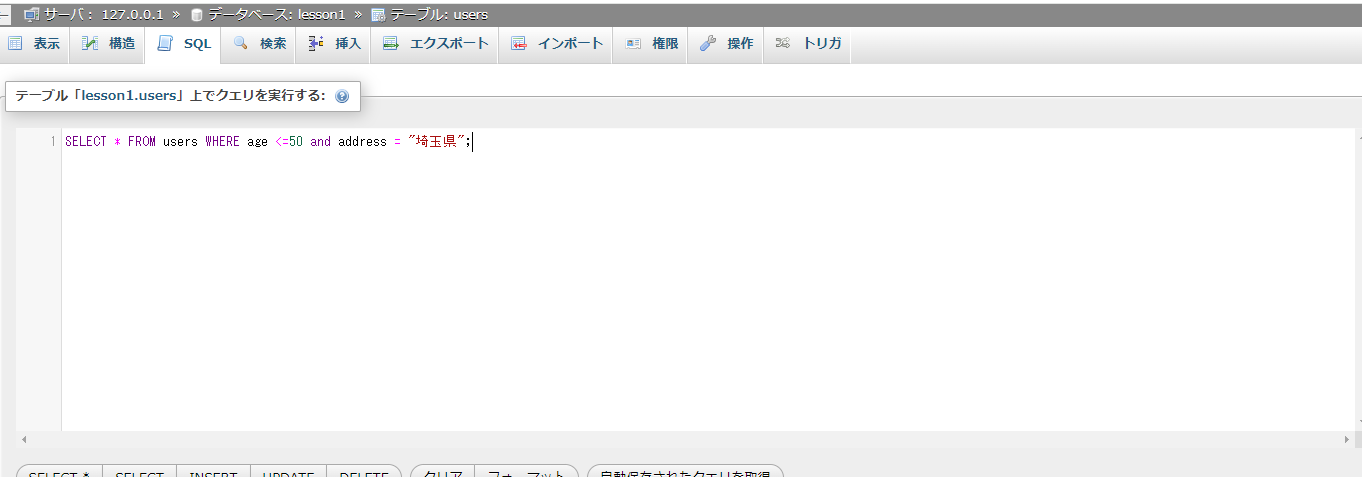 サーバ： 127.0.0.1 » データベース: lesson1 » テーブル: users
表示 構造 SQL 検索 挿入 エクスポート インポート 権限 操作 トリガ
テーブル「lesson1.users」上でクエリを実行する:
1 SELECT * FROM users WHERE age <=50 and address = "埼玉県";
SELECT * SELECT INSERT UPDATE DELETE クリア フォーマット 自動保存されたクエリを取得